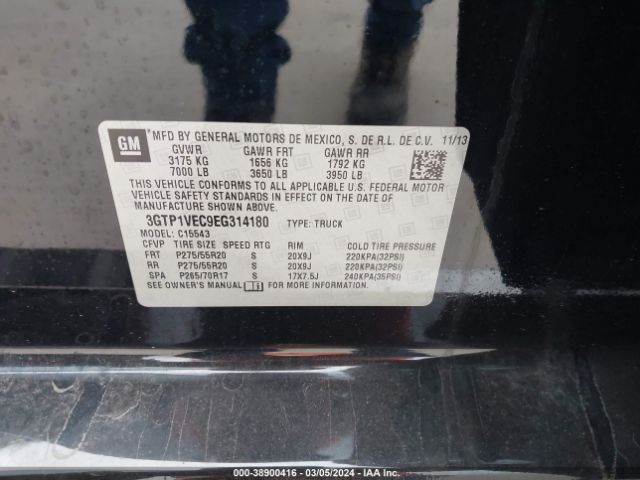 GM
MFD BY GENERAL MOTORS DE MEXICO, S. DE R.L. DE C.V. 11/13
GVWR GAWR FRT GAWR RR
3175 KG 1656 KG 1792 KG
7000 LB 3650 LB 3950 LB
THIS VEHICLE CONFORMS TO ALL APPLICABLE U.S. FEDERAL MOTOR
VEHICLE SAFETY STANDARDS IN EFFECT ON THE DATE OF
MANUFACTURE SHOWN ABOVE.
3GTP1VEC9EG314180 TYPE: TRUCK
MODEL: C15543
CFVP TIRE SIZE SPEED RTG RIM COLD TIRE PRESSURE
FRT P275/55R20 S 20X9J 220KPA(32PSI)
RR P275/55R20 S 20X9J 220KPA(32PSI)
SPA P265/70R17 S 17X7.5J 240KPA(35PSI)
SEE OWNER'S MANUAL FOR MORE INFORMATION.
000-38900416 — 03/05/2024 — IAA Inc.